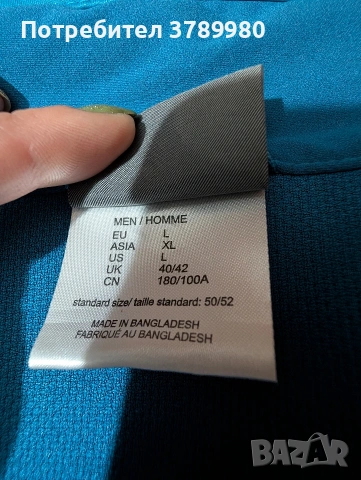 Потребител 3789980
MEN / HOMME
EU L
ASIA XL
US L
UK 40/42
CN 180/100A
standard size/ taille standard: 50/52
MADE IN BANGLADESH
FABRIQUÉ AU BANGLADESH
BAZAR